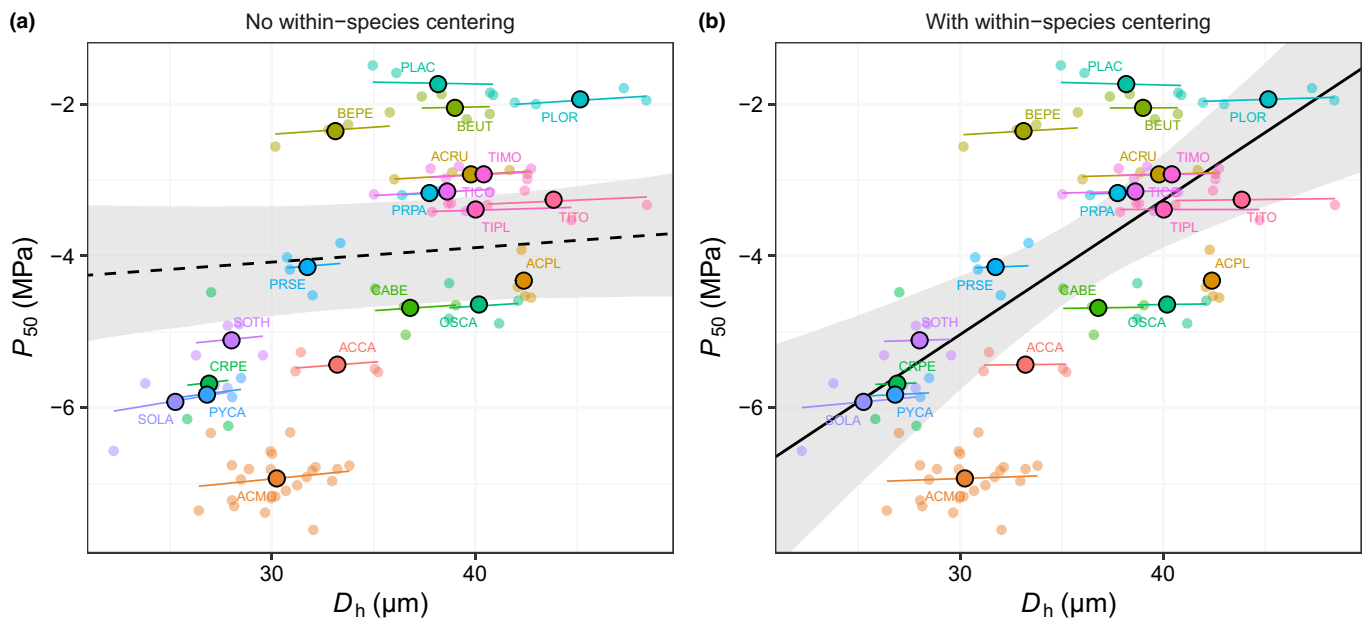 (a)
No within−species centering
PLAC
BEPE
BEUT
PLOR
ACRU
TIMO
TICO
PRPA
TIPL
TITO
PRSE
ACPL
CABE
OSCA
SOTH
ACCA
CRPE
PYCA
SOLA
ACMO
−2
−4
−6
30
40
P50 (MPa)
Dh (μm)
(b)
With within−species centering
PLAC
BEPE
BEUT
PLOR
ACRU
TIMO
TICO
PRPA
TIPL
TITO
PRSE
ACPL
CABE
OSCA
SOTH
ACCA
CRPE
PYCA
SOLA
ACMO
−2
−4
−6
30
40
P50 (MPa)
Dh (μm)